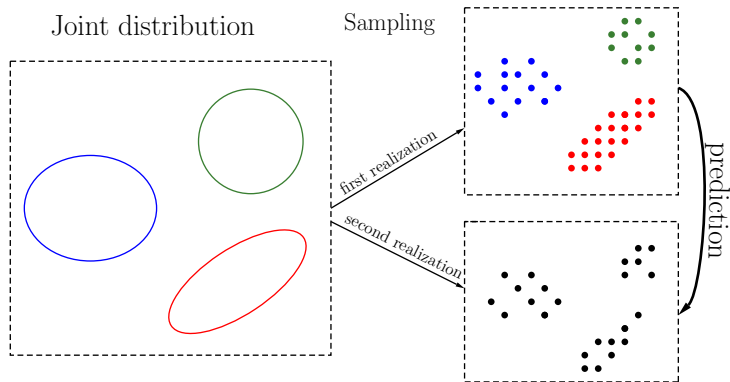 Joint distribution
Sampling
first realization
second realization
prediction